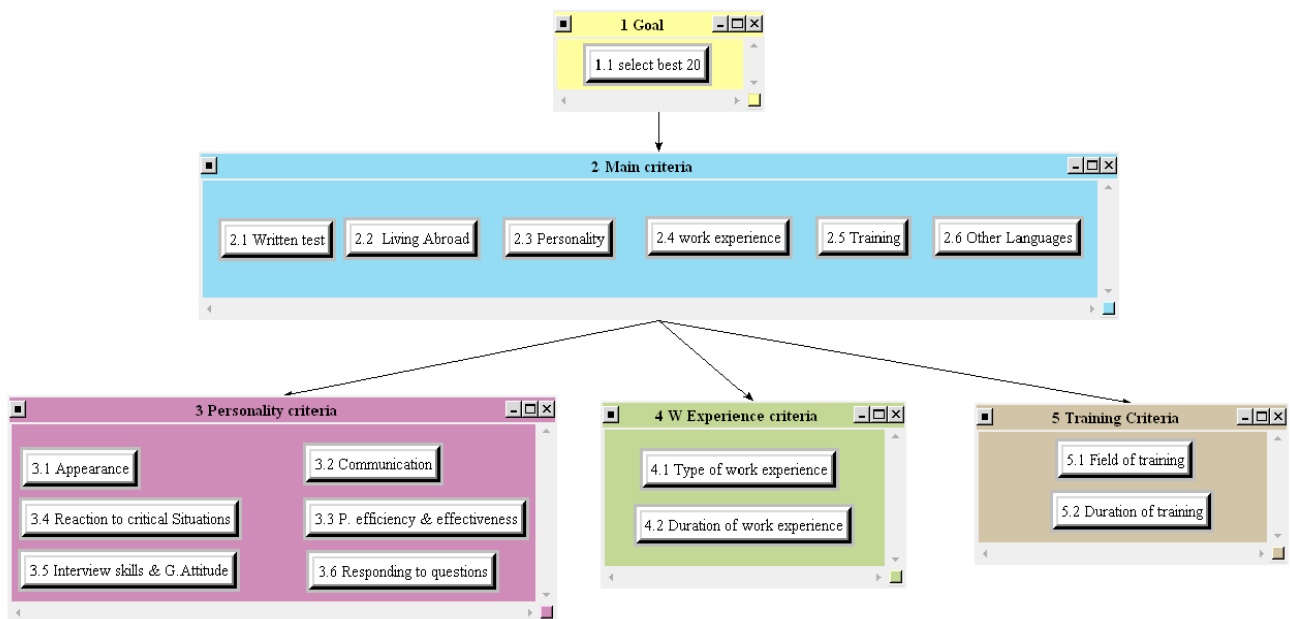 1 Goal
1.1 select best 20
2 Main criteria
2.1 Written test
2.2 Living Abroad
2.3 Personality
2.4 work experience
2.5 Training
2.6 Other Languages
3 Personality criteria
3.1 Appearance
3.2 Communication
3.4 Reaction to critical Situations
3.3 P. efficiency & effectiveness
3.5 Interview skills & G.Attitude
3.6 Responding to questions
4 W Experience criteria
4.1 Type of work experience
4.2 Duration of work experience
5 Training Criteria
5.1 Field of training
5.2 Duration of training